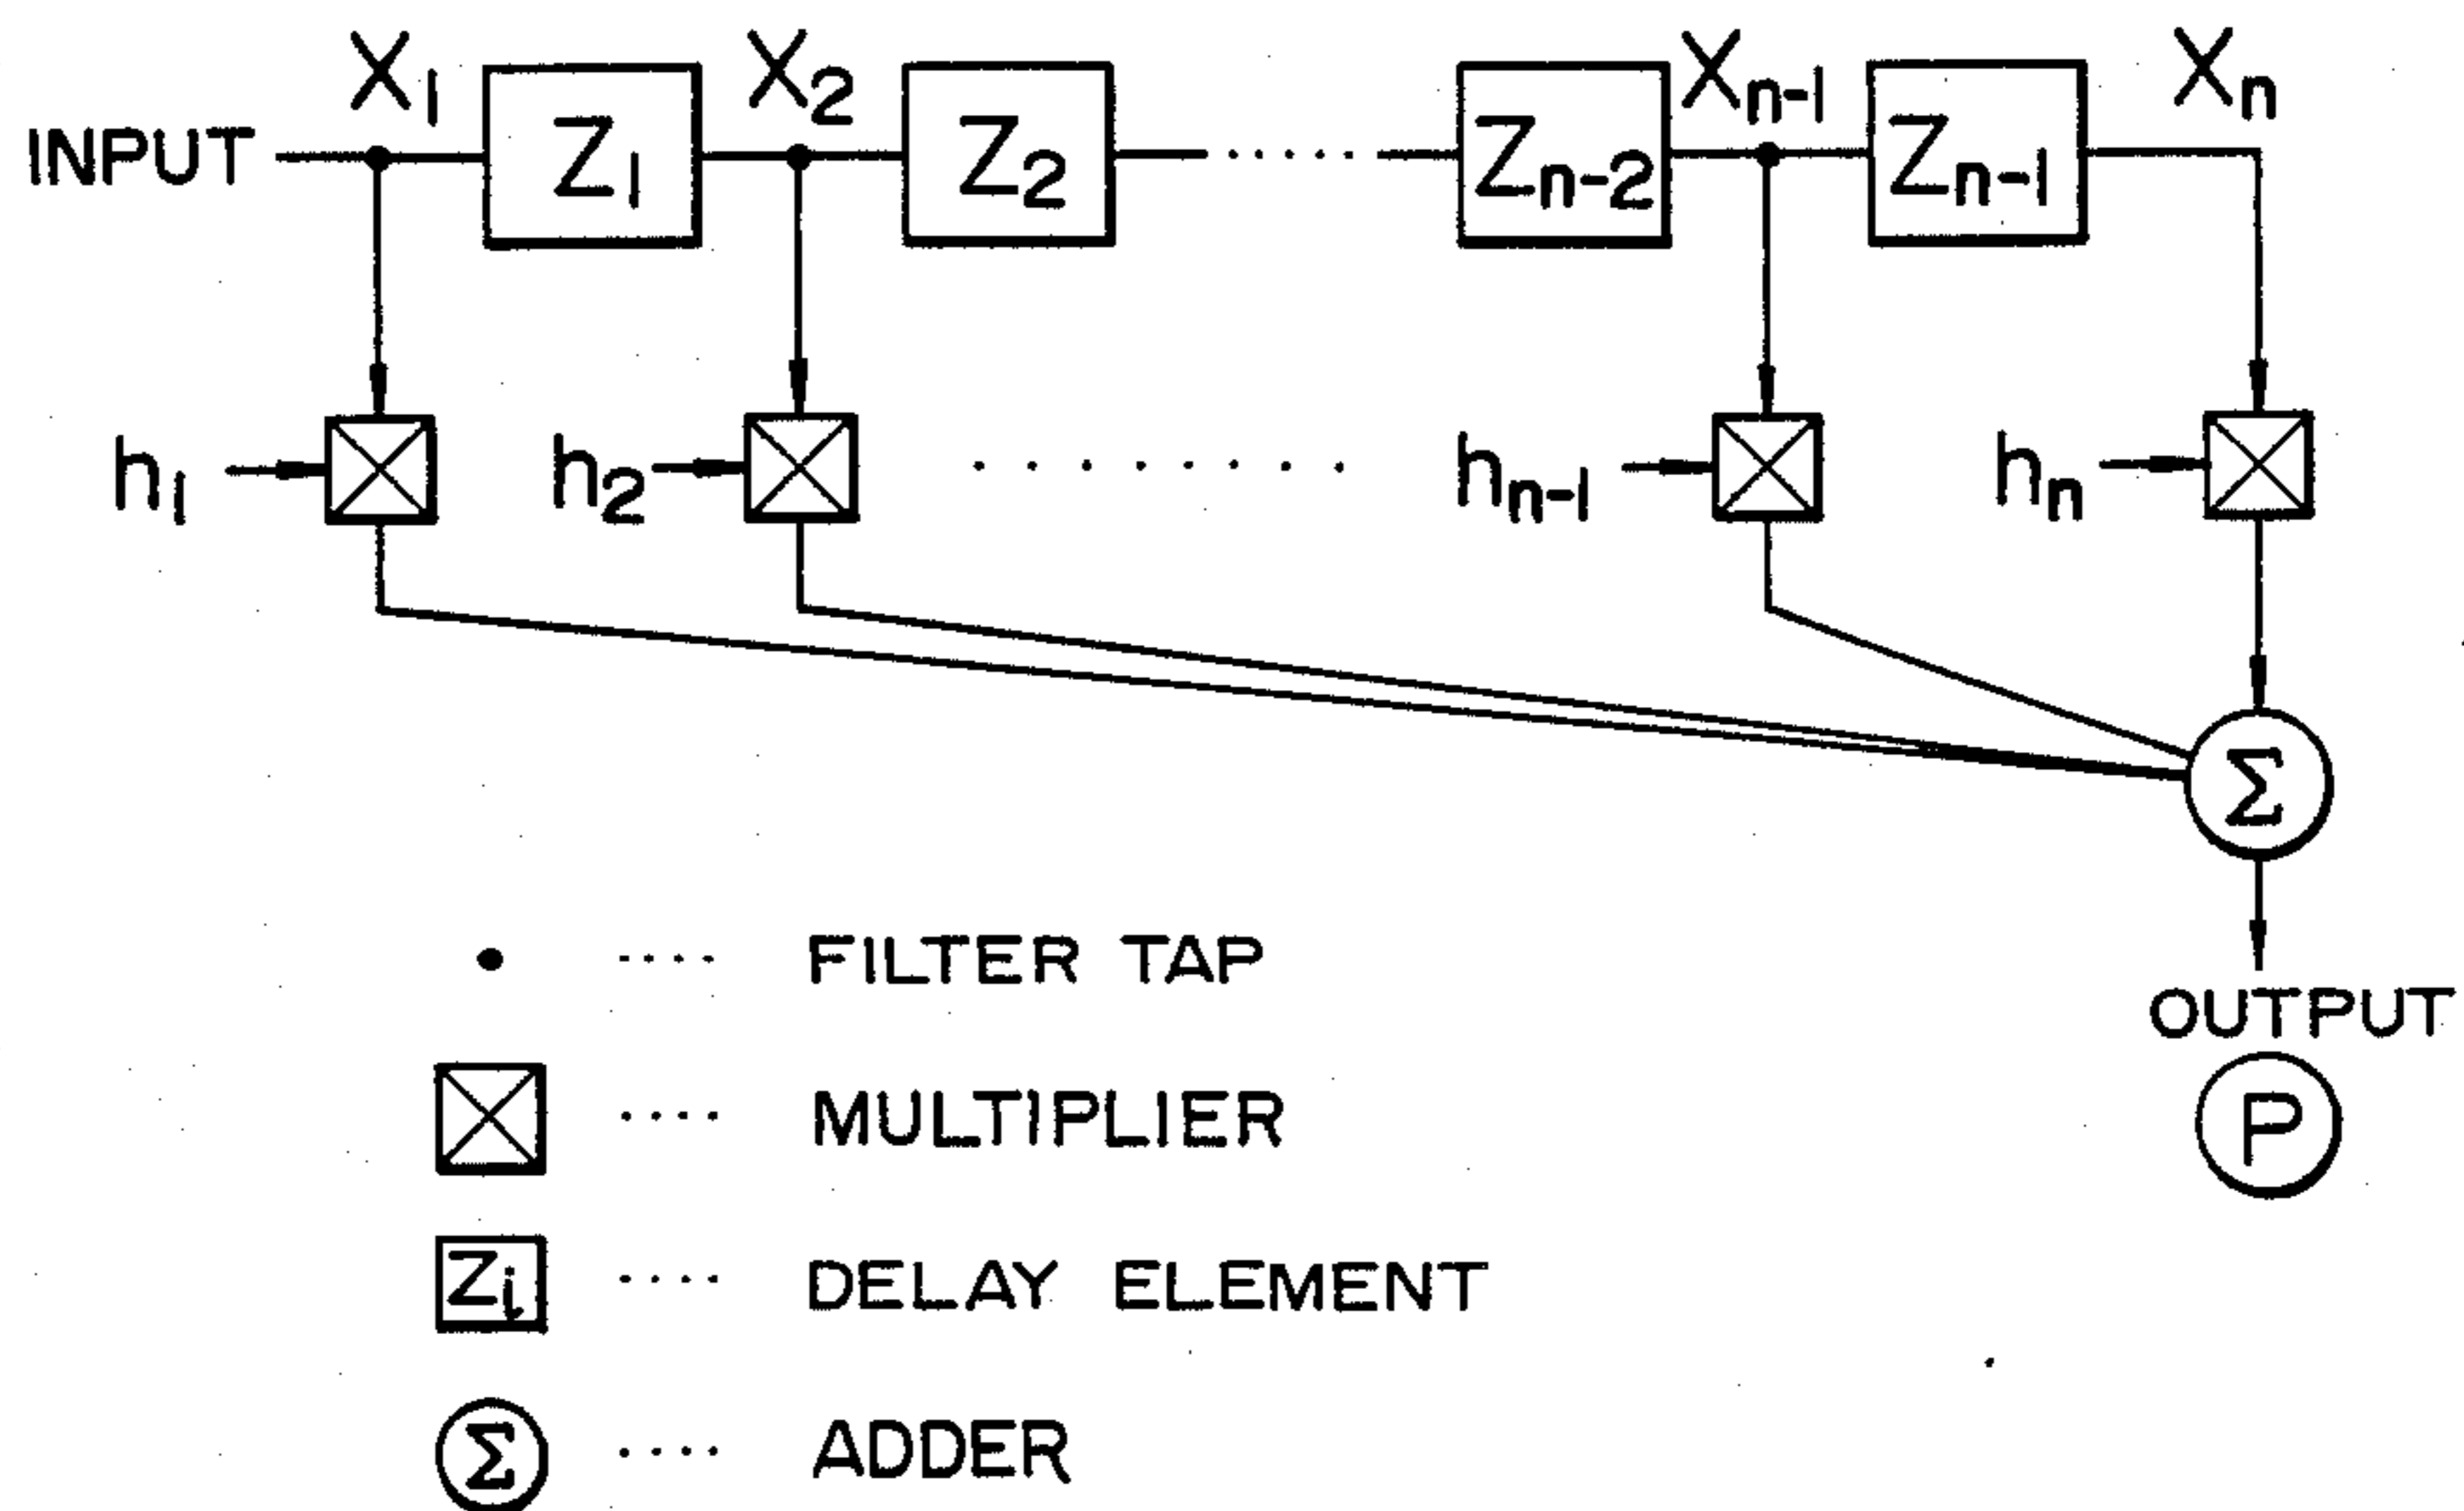 X₁ X₂ Xₙ₋₁ Xₙ
INPUT Z₁ Z₂ ····· Zₙ₋₂ Zₙ₋₁
h₁ h₂ ········ hₙ₋₁ hₙ
Σ
OUTPUT
P
● ···· FILTER TAP
···· MULTIPLIER
Zᵢ ···· DELAY ELEMENT
Σ ···· ADDER